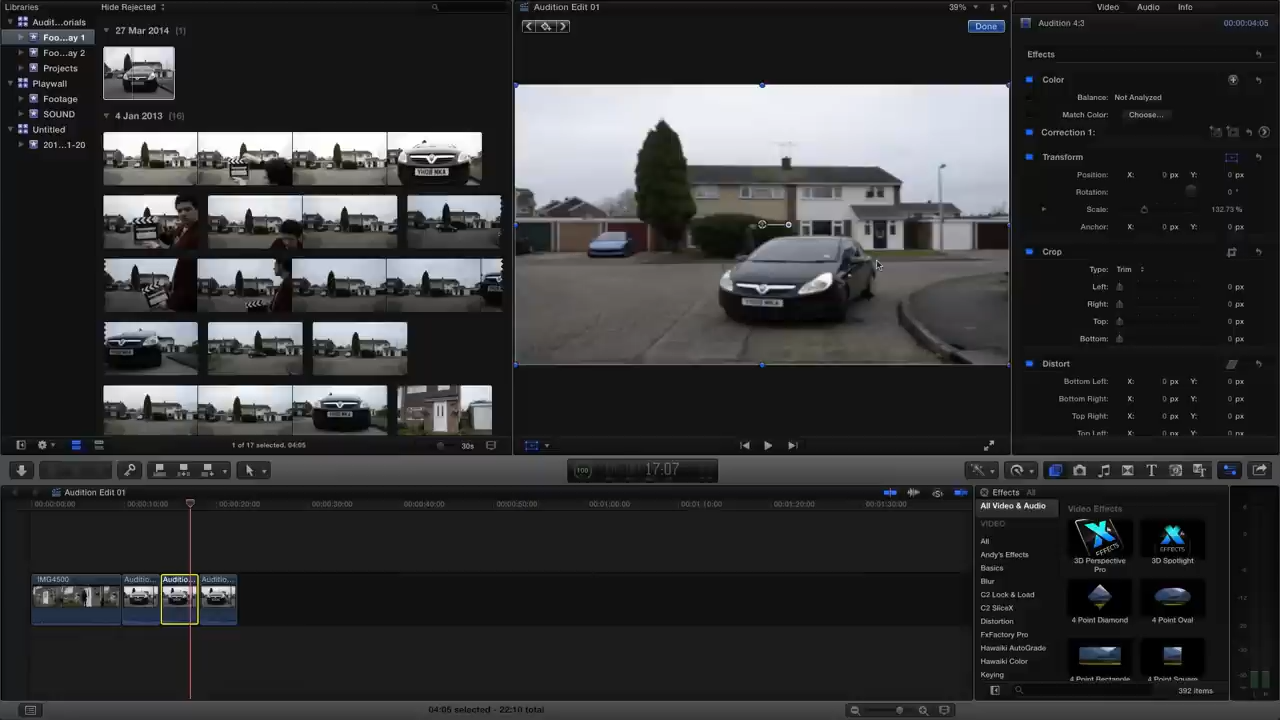 Libraries
Hide Rejected
Audition Edit 01
39%
Video
Audio
Info
Audit...orials
Foo...ay 1
Foo...ay 2
Projects
Playwall
Footage
SOUND
Untitled
201...1-20
27 Mar 2014 (1)
4 Jan 2013 (16)
1 of 17 selected, 04:05
30s
Done
Audition 4:3
00:00:04:05
Effects
Color
Balance: Not Analyzed
Match Color: Choose...
Correction 1:
Transform
Position: X: 0 px Y: 0 px
Rotation: 0 °
Scale: 132.73 %
Anchor: X: 0 px Y: 0 px
Crop
Type: Trim
Left: 0 px
Right: 0 px
Top: 0 px
Bottom: 0 px
Distort
Bottom Left: X: 0 px Y: 0 px
Bottom Right: X: 0 px Y: 0 px
Top Right: X: 0 px Y: 0 px
Top Left: X: 0 px Y: 0 px
100
17:07
Audition Edit 01
00:00:00:00
00:00:10:00
00:00:20:00
00:00:30:00
00:00:40:00
00:00:50:00
00:01:00:00
00:01:10:00
00:01:20:00
00:01:30:00
IMG4500
Auditio...
Auditio...
Auditio...
04:05 selected - 22:10 total
Effects All
All Video & Audio
VIDEO
All
Andy's Effects
Basics
Blur
C2 Lock & Load
C2 SliceX
Distortion
FxFactory Pro
Hawaiki AutoGrade
Hawaiki Color
Keying
Video Effects
3D Perspective Pro
3D Spotlight
4 Point Diamond
4 Point Oval
4 Point Rectangle
4 Point Square
392 items